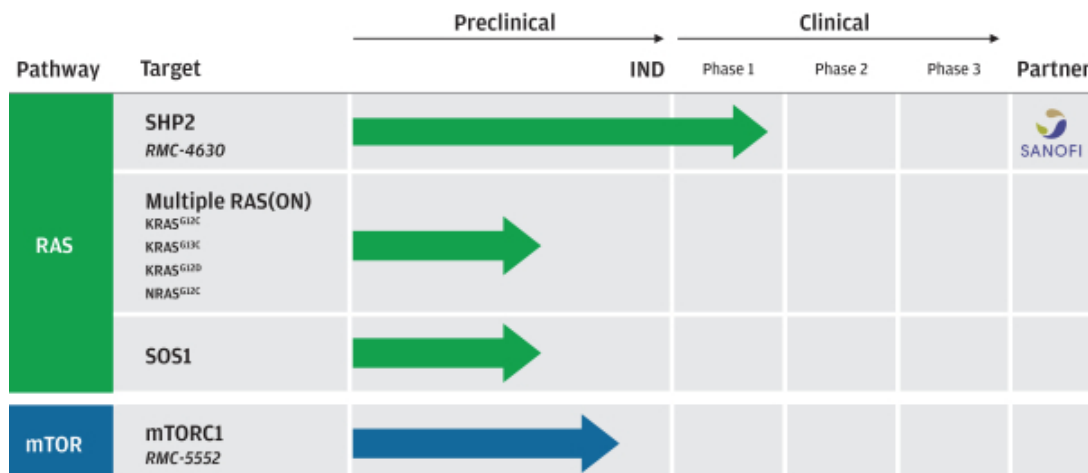 Preclinical Clinical
Pathway Target IND Phase 1 Phase 2 Phase 3 Partner
RAS
SHP2
RMC-4630
SANOFI
Multiple RAS(ON)
KRASG12C
KRASG13C
KRASG12D
NRASG12C
SOS1
mTOR
mTORC1
RMC-5552